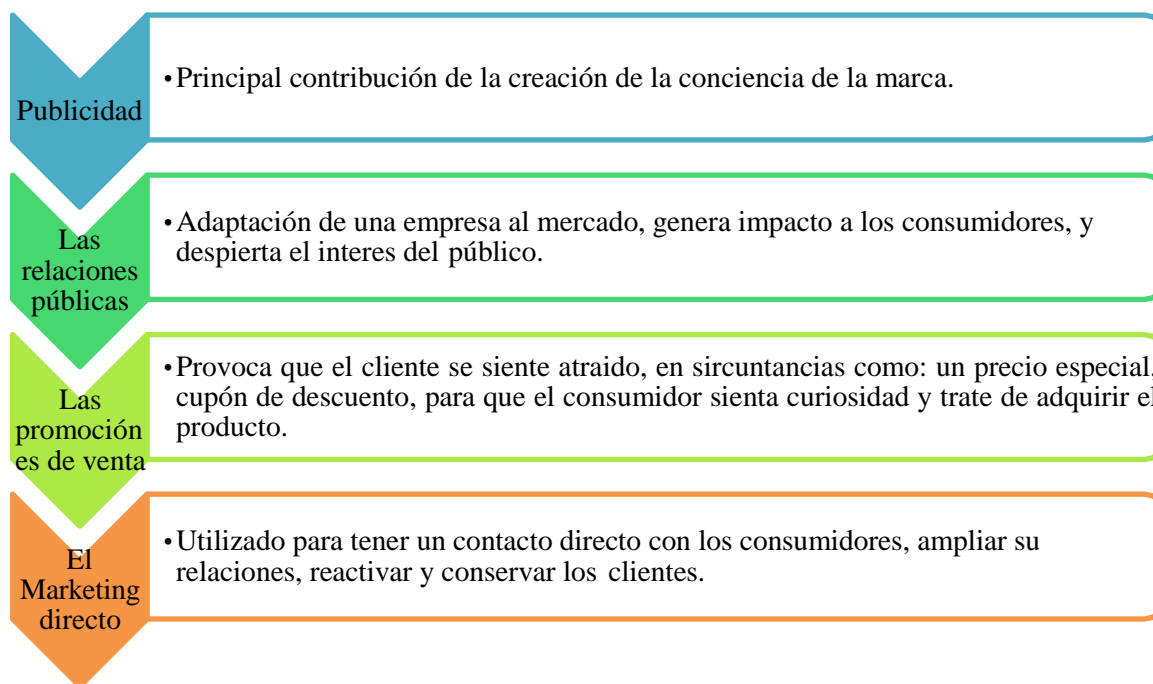 Publicidad
•Principal contribución de la creación de la conciencia de la marca.
Las
relaciones
públicas
•Adaptación de una empresa al mercado, genera impacto a los consumidores, y
despierta el interes del público.
Las
promoción
es de venta
•Provoca que el cliente se siente atraido, en sircuntancias como: un precio especial,
cupón de descuento, para que el consumidor sienta curiosidad y trate de adquirir el
producto.
El
Marketing
directo
•Utilizado para tener un contacto directo con los consumidores, ampliar su
relaciones, reactivar y conservar los clientes.